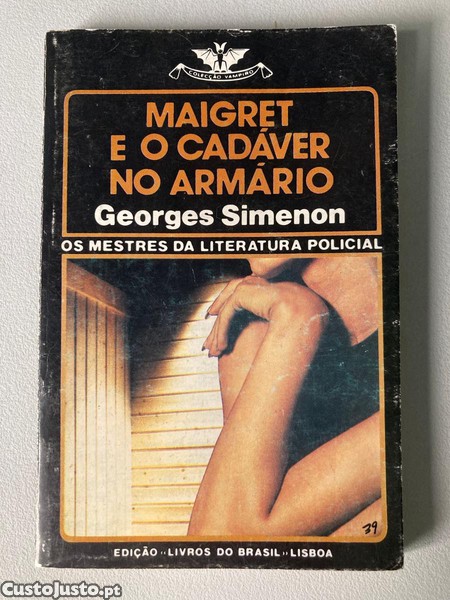 COLECÇÃO VAMPIRO
MAIGRET
E O CADÁVER
NO ARMÁRIO
Georges Simenon
OS MESTRES DA LITERATURA POLICIAL
39
EDIÇÃO ‹‹LIVROS DO BRASIL›› LISBOA
CustoJusto.pt